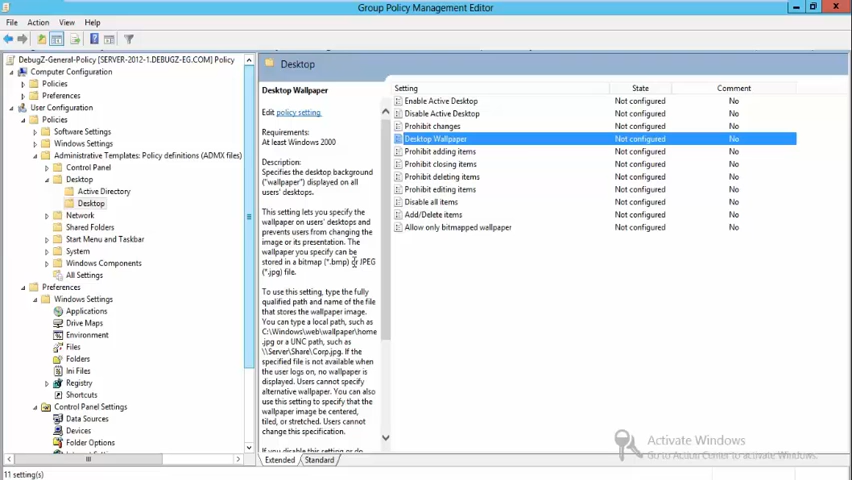 Group Policy Management Editor
File Action View Help
DebugZ-General-Policy [SERVER-2012-1.DEBUGZ-EG.COM] Policy
Computer Configuration
Policies
Preferences
User Configuration
Policies
Software Settings
Windows Settings
Administrative Templates: Policy definitions (ADMX files)
Control Panel
Desktop
Active Directory
Desktop
Network
Shared Folders
Start Menu and Taskbar
System
Windows Components
All Settings
Preferences
Windows Settings
Applications
Drive Maps
Environment
Files
Folders
Ini Files
Registry
Shortcuts
Control Panel Settings
Data Sources
Devices
Folder Options
Desktop
Desktop Wallpaper
Edit policy setting.
Requirements:
At least Windows 2000
Description:
Specifies the desktop background
("wallpaper") displayed on all
users' desktops.
This setting lets you specify the
wallpaper on users' desktops and
prevents users from changing the
image or its presentation. The
wallpaper you specify can be
stored in a bitmap (*.bmp) or JPEG
(*.jpg) file.
To use this setting, type the fully
qualified path and name of the file
that stores the wallpaper image.
You can type a local path, such as
C:\Windows\web\wallpaper\home
.jpg or a UNC path, such as
\\Server\Share\Corp.jpg. If the
specified file is not available when
the user logs on, no wallpaper is
displayed. Users cannot specify
alternative wallpaper. You can also
use this setting to specify that the
wallpaper image be centered,
tiled, or stretched. Users cannot
change this specification.
If you disable this setting or do
Setting State Comment
Enable Active Desktop Not configured No
Disable Active Desktop Not configured No
Prohibit changes Not configured No
Desktop Wallpaper Not configured No
Prohibit adding items Not configured No
Prohibit closing items Not configured No
Prohibit deleting items Not configured No
Prohibit editing items Not configured No
Disable all items Not configured No
Add/Delete items Not configured No
Allow only bitmapped wallpaper Not configured No
Activate Windows
Go to Action Center to activate Windows.
Extended Standard
11 setting(s)